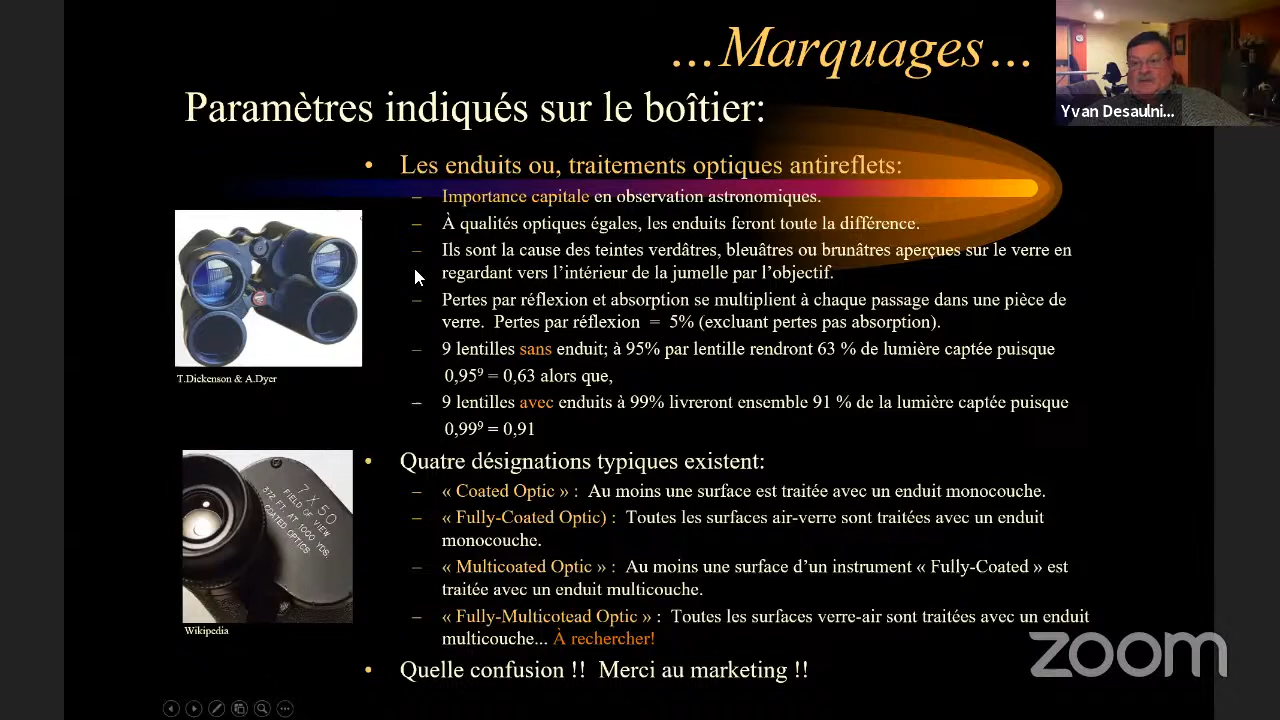 ...Marquages...
Paramètres indiqués sur le boîtier:
Yvan Desaulni...
• Les enduits ou, traitements optiques antireflets:
– Importance capitale en observation astronomiques.
– À qualités optiques égales, les enduits feront toute la différence.
– Ils sont la cause des teintes verdâtres, bleuâtres ou brunâtres aperçues sur le verre en
regardant vers l'intérieur de la jumelle par l'objectif.
– Pertes par réflexion et absorption se multiplient à chaque passage dans une pièce de
verre. Pertes par réflexion = 5% (excluant pertes pas absorption).
– 9 lentilles sans enduit; à 95% par lentille rendront 63 % de lumière captée puisque
0,95⁹ = 0,63 alors que,
– 9 lentilles avec enduits à 99% livreront ensemble 91 % de la lumière captée puisque
0,99⁹ = 0,91
T.Dickenson & A.Dyer
• Quatre désignations typiques existent:
– « Coated Optic » : Au moins une surface est traitée avec un enduit monocouche.
– « Fully-Coated Optic) : Toutes les surfaces air-verre sont traitées avec un enduit
monocouche.
– « Multicoated Optic » : Au moins une surface d'un instrument « Fully-Coated » est
traitée avec un enduit multicouche.
– « Fully-Multicotead Optic » : Toutes les surfaces verre-air sont traitées avec un enduit
multicouche... À rechercher!
7 X 50
FIELD OF VIEW
372 FT. AT 1000 YDS
COATED OPTICS
Wikipedia
• Quelle confusion !! Merci au marketing !!
zoom